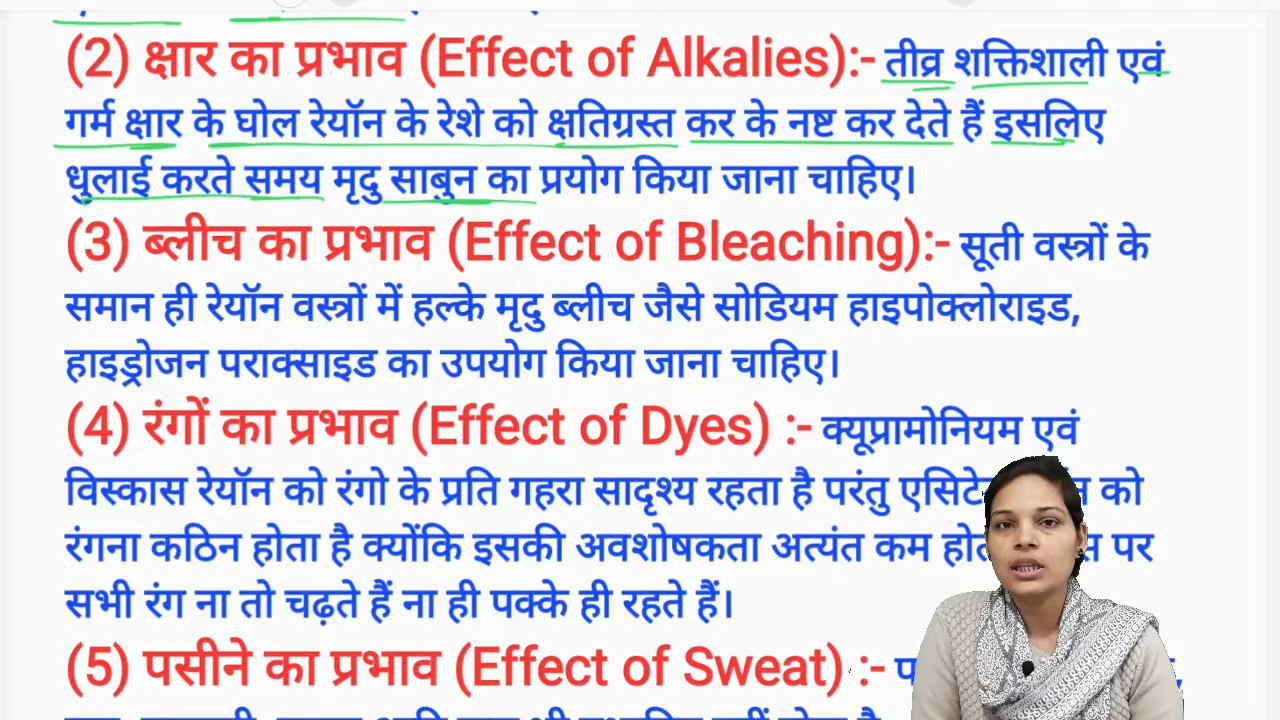 (2) क्षार का प्रभाव (Effect of Alkalies):- तीव्र शक्तिशाली एवं
गर्म क्षार के घोल रेयॉन के रेशे को क्षतिग्रस्त कर के नष्ट कर देते हैं इसलिए
धुलाई करते समय मृदु साबुन का प्रयोग किया जाना चाहिए।
(3) ब्लीच का प्रभाव (Effect of Bleaching):- सूती वस्त्रों के
समान ही रेयॉन वस्त्रों में हल्के मृदु ब्लीच जैसे सोडियम हाइपोक्लोराइड,
हाइड्रोजन पराक्साइड का उपयोग किया जाना चाहिए।
(4) रंगों का प्रभाव (Effect of Dyes) :- क्यूप्रामोनियम एवं
विस्कास रेयॉन को रंगो के प्रति गहरा सादृश्य रहता है परंतु को
रंगना कठिन होता है क्योंकि इसकी अवशोषकता अत्यंत कम पर
सभी रंग ना तो चढ़ते हैं ना ही पक्के ही रहते हैं।
(5) पसीने का प्रभाव (Effect of Sweat) :-